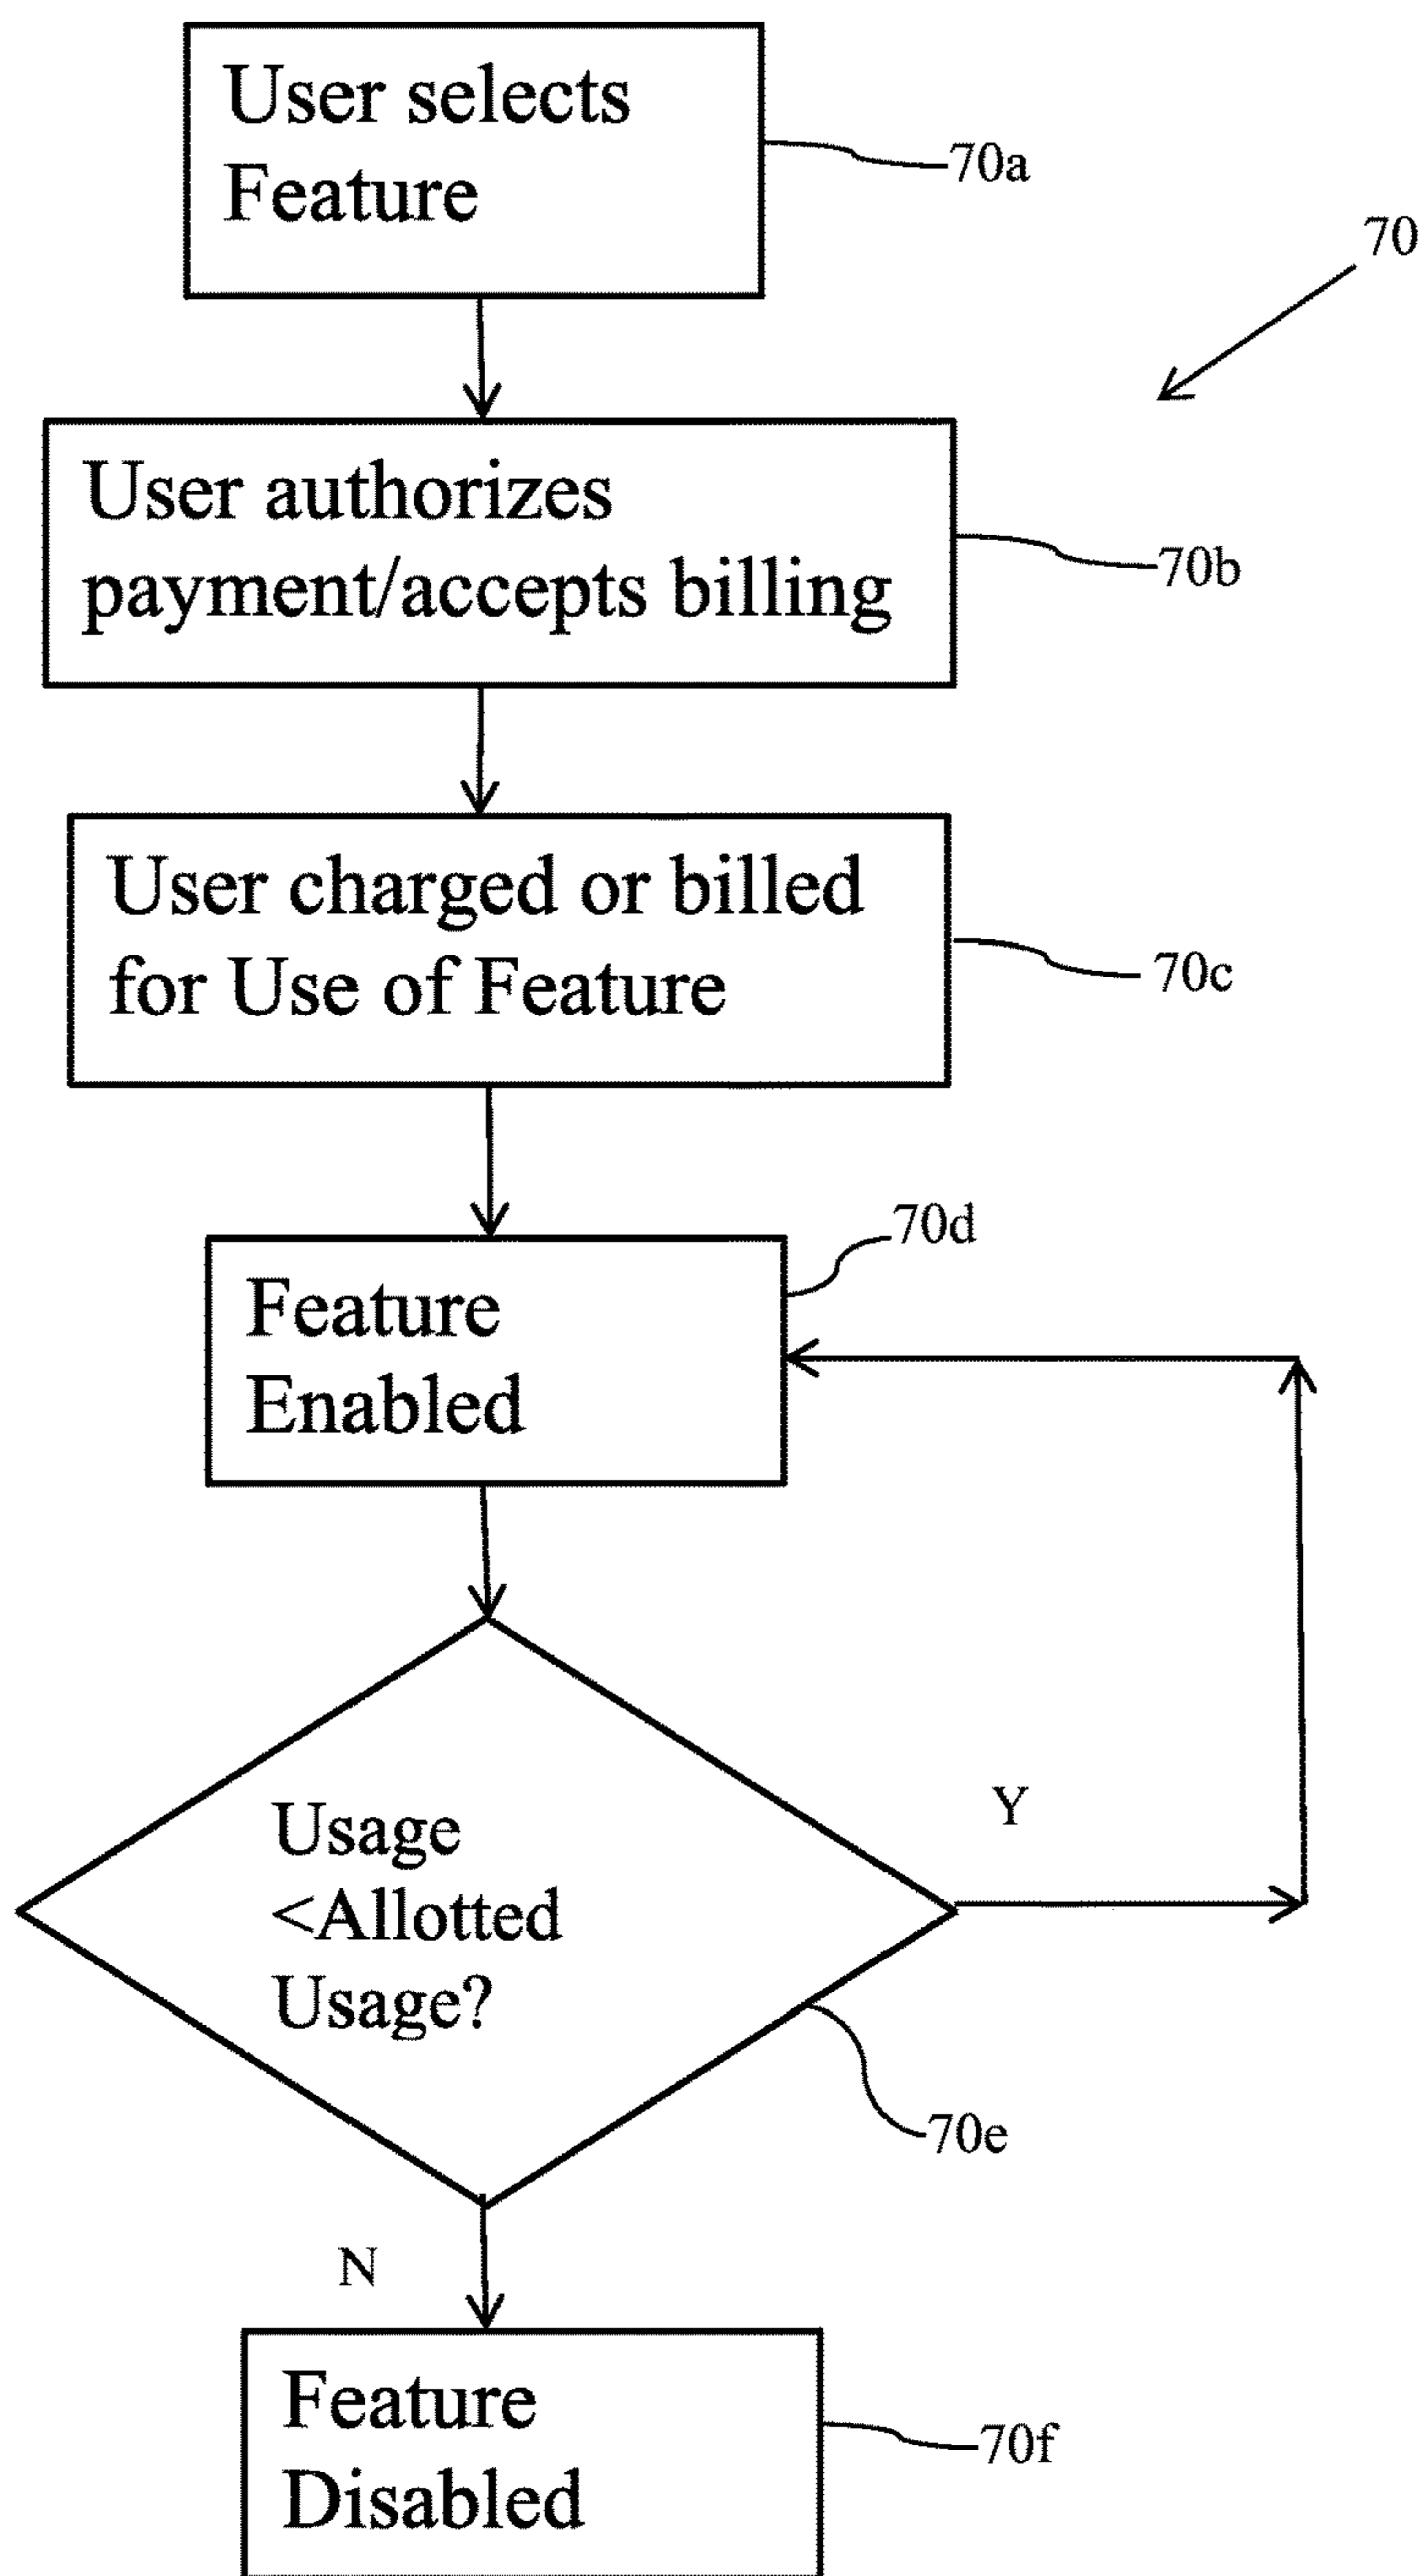 User selects
Feature
70a
70
User authorizes
payment/accepts billing
70b
User charged or billed
for Use of Feature
70c
70d
Feature
Enabled
Y
Usage
<Allotted
Usage?
70e
N
Feature
Disabled
70f